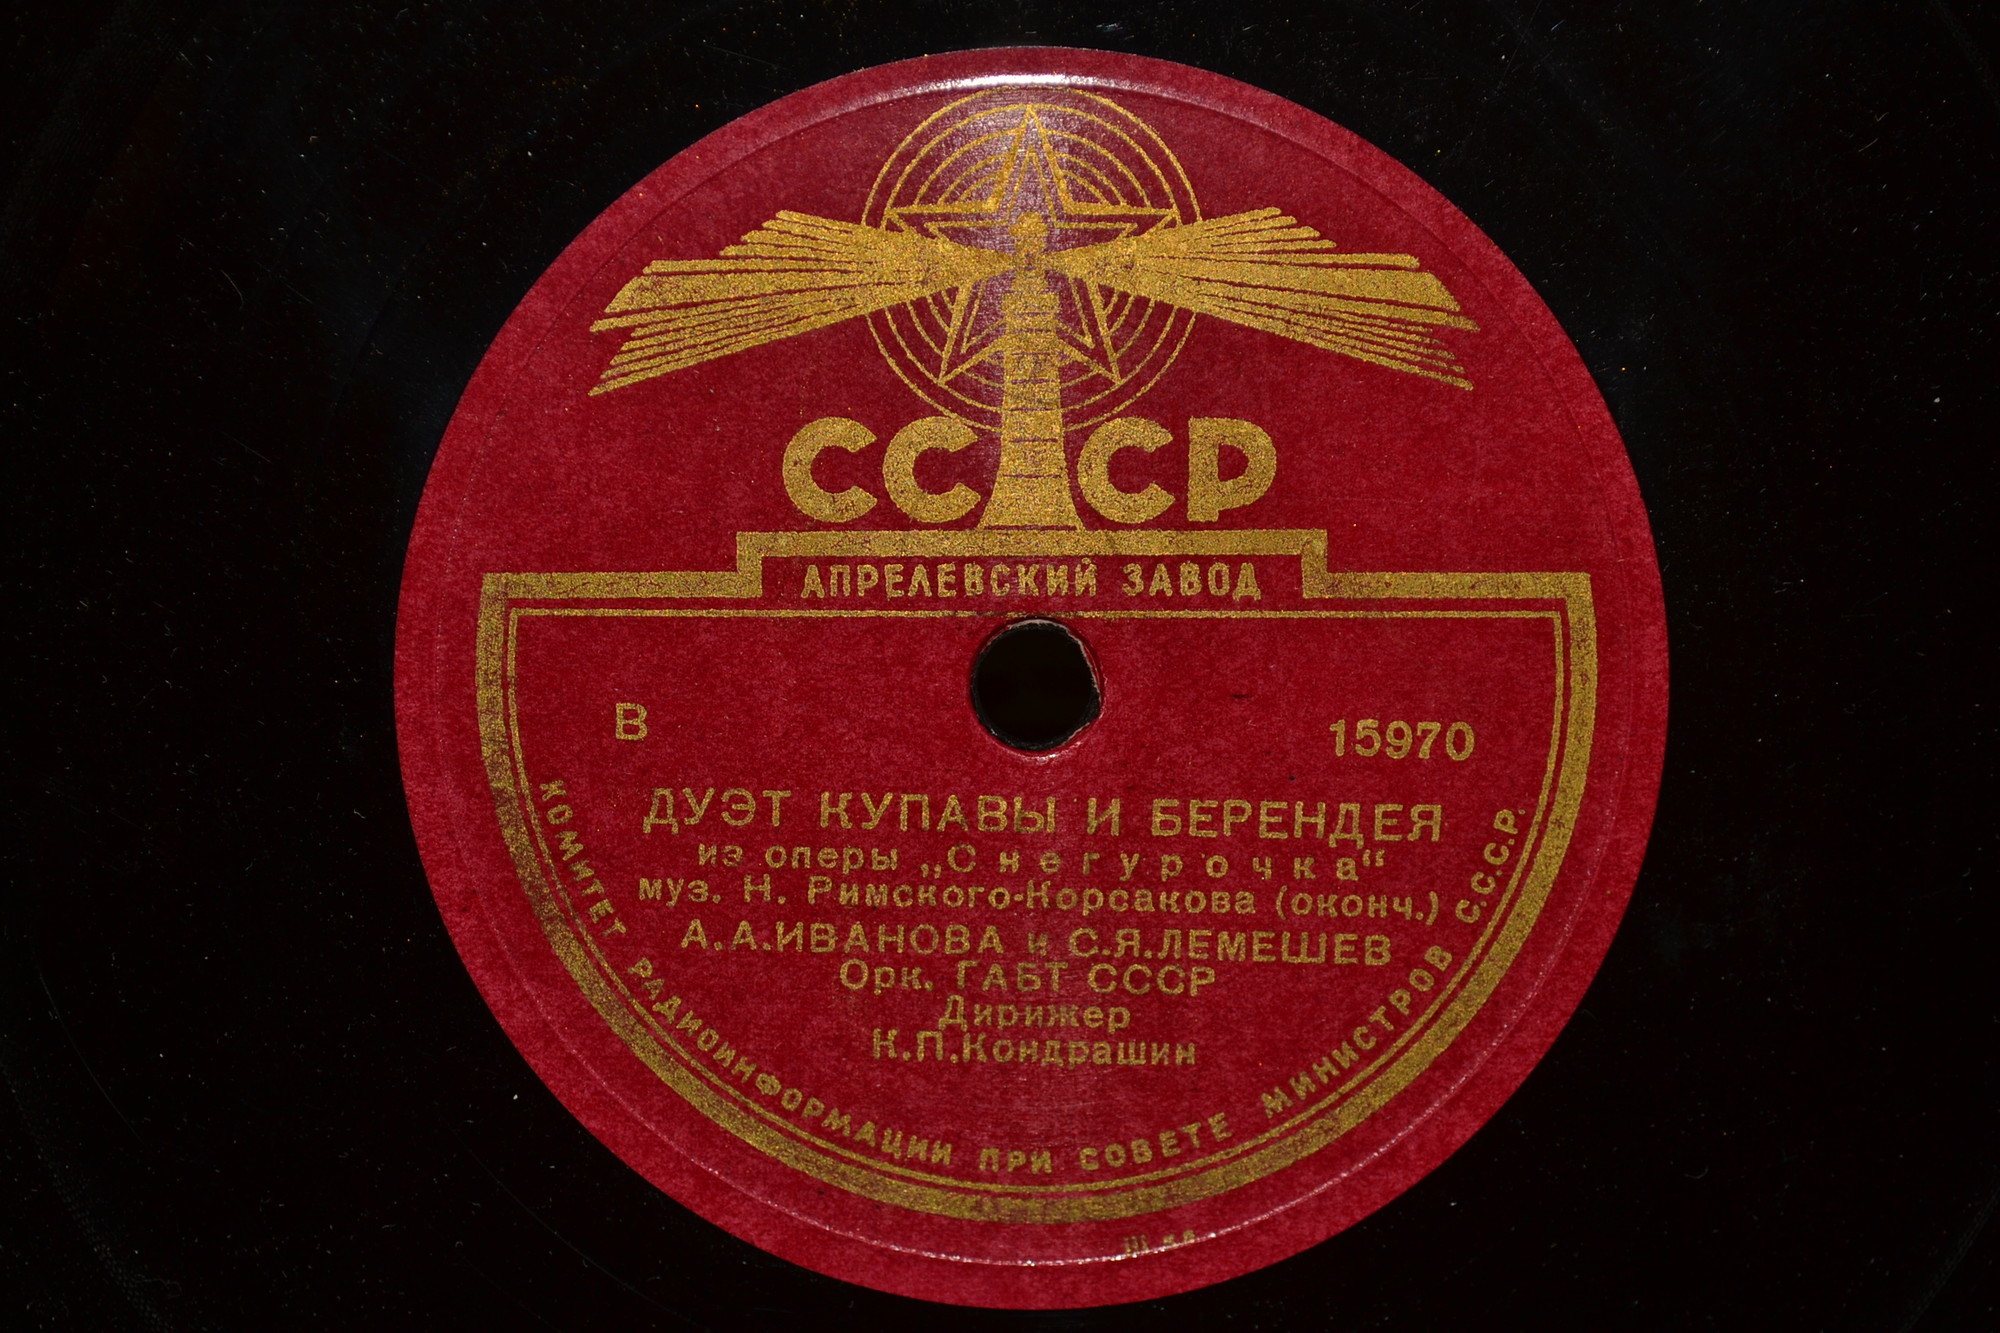 СССР
АПРЕЛЕВСКИЙ ЗАВОД
В 15970
ДУЭТ КУПАВЫ И БЕРЕНДЕЯ
из оперы „Снегурочка“
муз. Н. Римского-Корсакова (оконч.)
А.А.ИВАНОВА и С.Я.ЛЕМЕШЕВ
Орк. ГАБТ СССР
Дирижер
К.П.Кондрашин
КОМИТЕТ РАДИОИНФОРМАЦИИ ПРИ СОВЕТЕ МИНИСТРОВ С.С.С.Р.